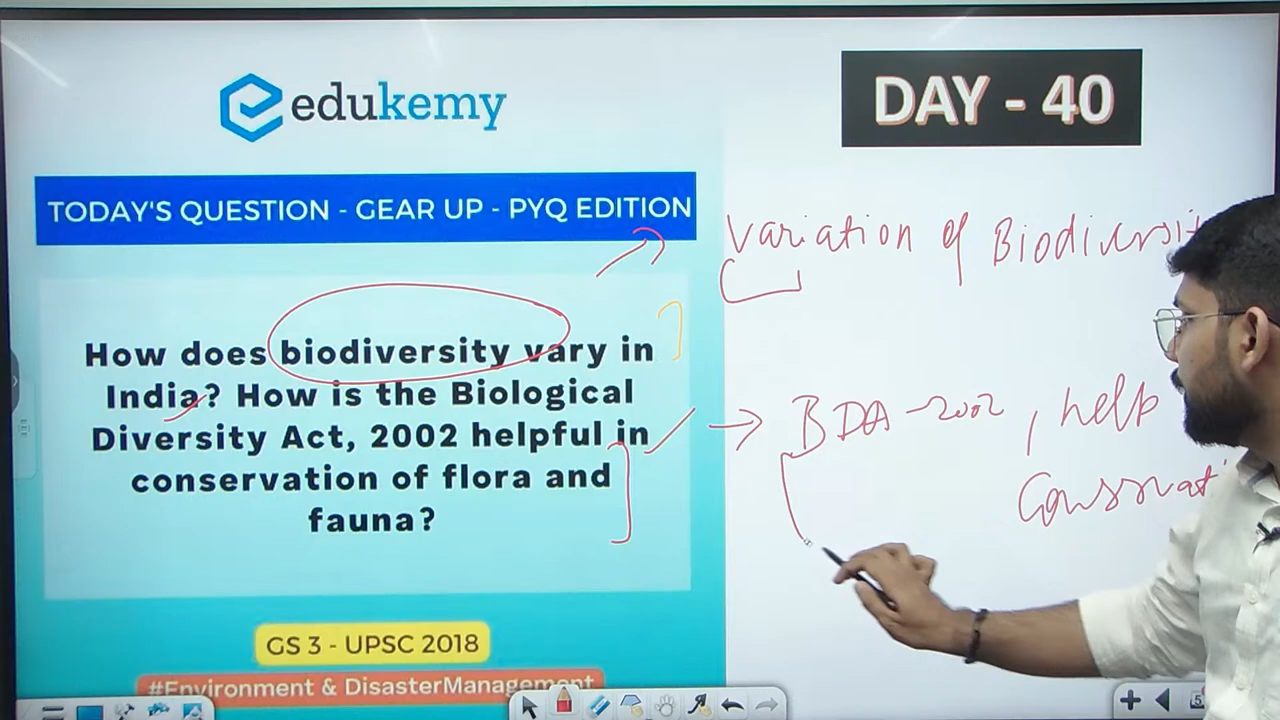 edukemy
DAY - 40
TODAY'S QUESTION - GEAR UP - PYQ EDITION
How does biodiversity vary in
India? How is the Biological
Diversity Act, 2002 helpful in
conservation of flora and
fauna?
GS 3 - UPSC 2018
#Environment & DisasterManagement
Variation of Biodiversit
BDA - 2002, help
Conservati
5